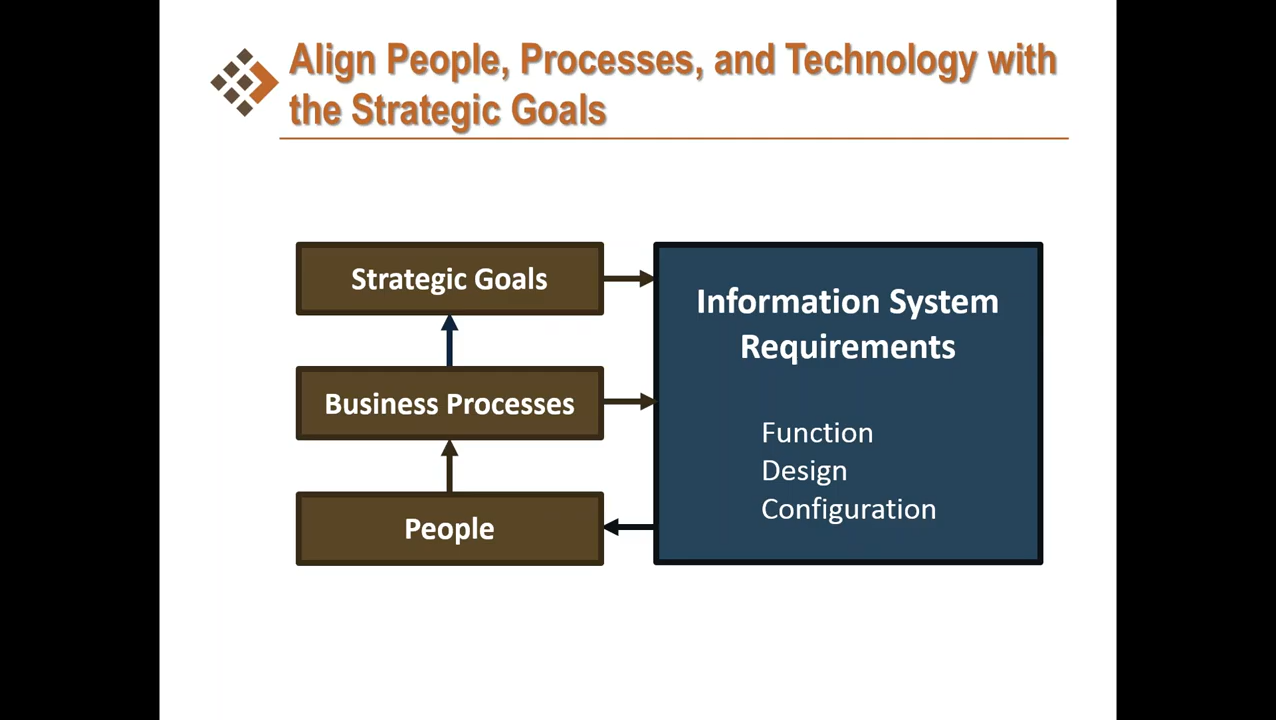 Align People, Processes, and Technology with
the Strategic Goals
Strategic Goals
Business Processes
People
Information System
Requirements
Function
Design
Configuration